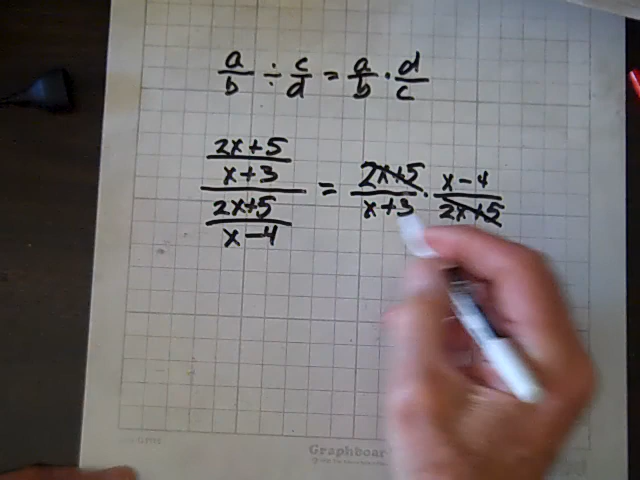 a/b ÷ c/d = a/b · d/c
(2x+5)/(x+3) / (2x+5)/(x-4) = (2x+5)/(x+3) · (x-4)/(2x+5)
Graphboar